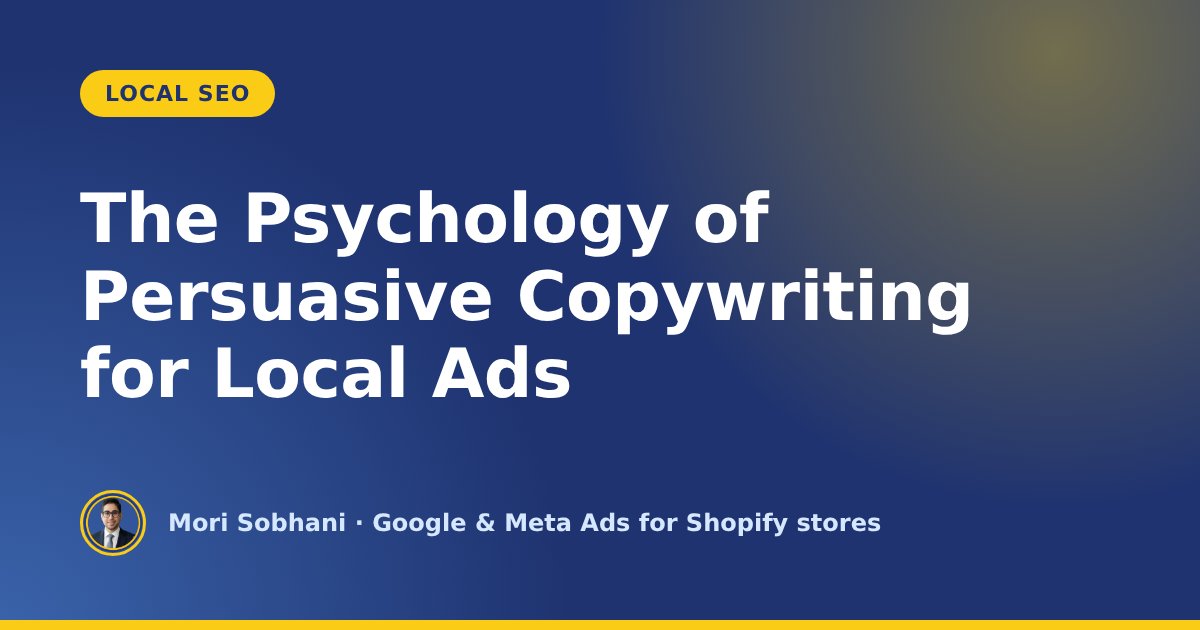 LOCAL SEO
The Psychology of
Persuasive Copywriting
for Local Ads
Mori Sobhani · Google & Meta Ads for Shopify stores